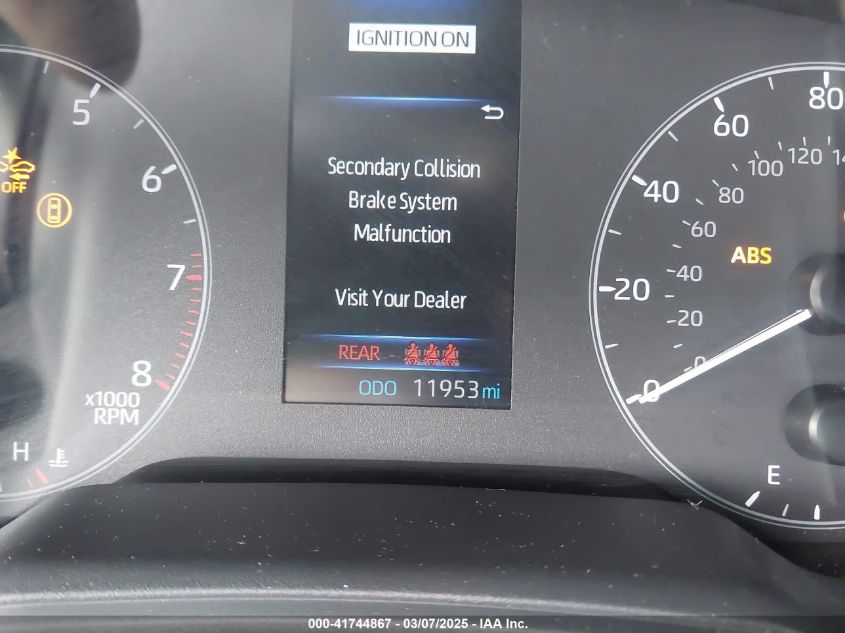 IGNITION ON
Secondary Collision
Brake System
Malfunction
Visit Your Dealer
REAR
ODO 11953 mi
5
6
7
8
x1000
RPM
H
OFF
80
60
40
20
0
120
100
80
60
40
20
0
ABS
E
000-41744867 — 03/07/2025 - IAA, Inc.